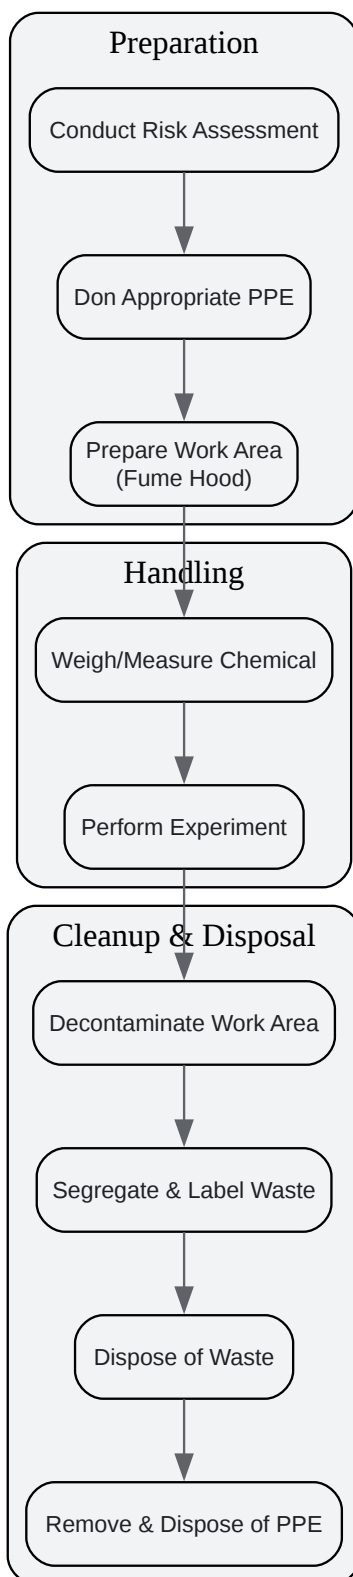 Preparation
Conduct Risk Assessment
Don Appropriate PPE
Prepare Work Area
(Fume Hood)
Handling
Weigh/Measure Chemical
Perform Experiment
Cleanup & Disposal
Decontaminate Work Area
Segregate & Label Waste
Dispose of Waste
Remove & Dispose of PPE